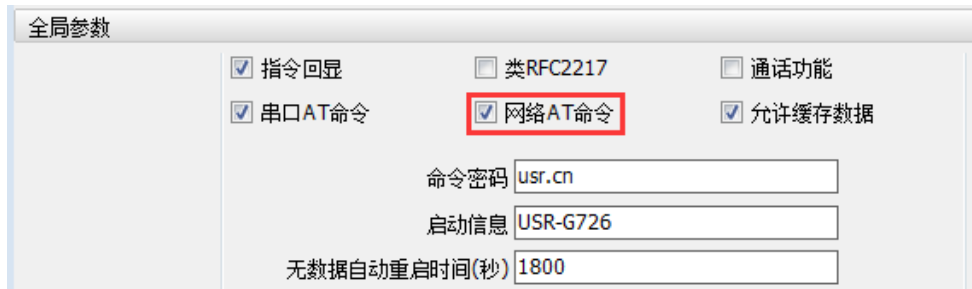 全局参数
指令回显 类RFC2217 通话功能
串口AT命令 网络AT命令 允许缓存数据
命令密码 usr.cn
启动信息 USR-G726
无数据自动重启时间(秒) 1800